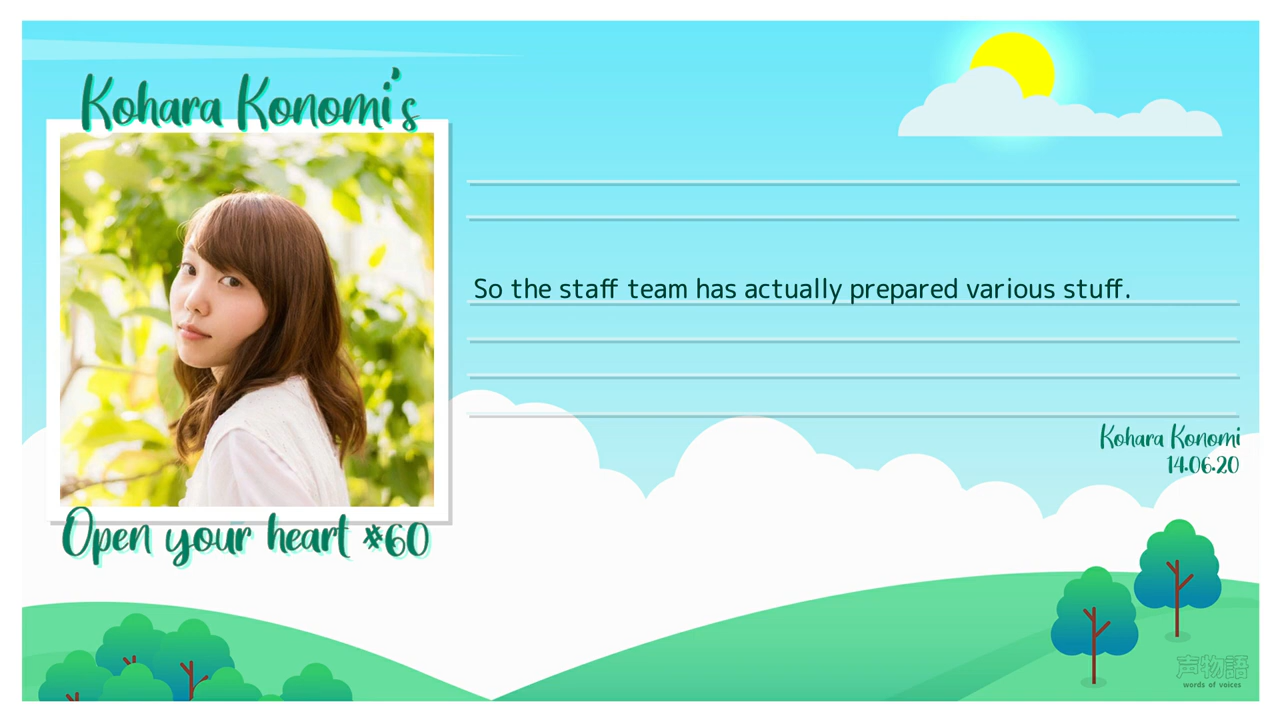 Kohara Konomi's
So the staff team has actually prepared various stuff.
Kohara Konomi
14.06.20
Open your heart #60
声物語
words of voices